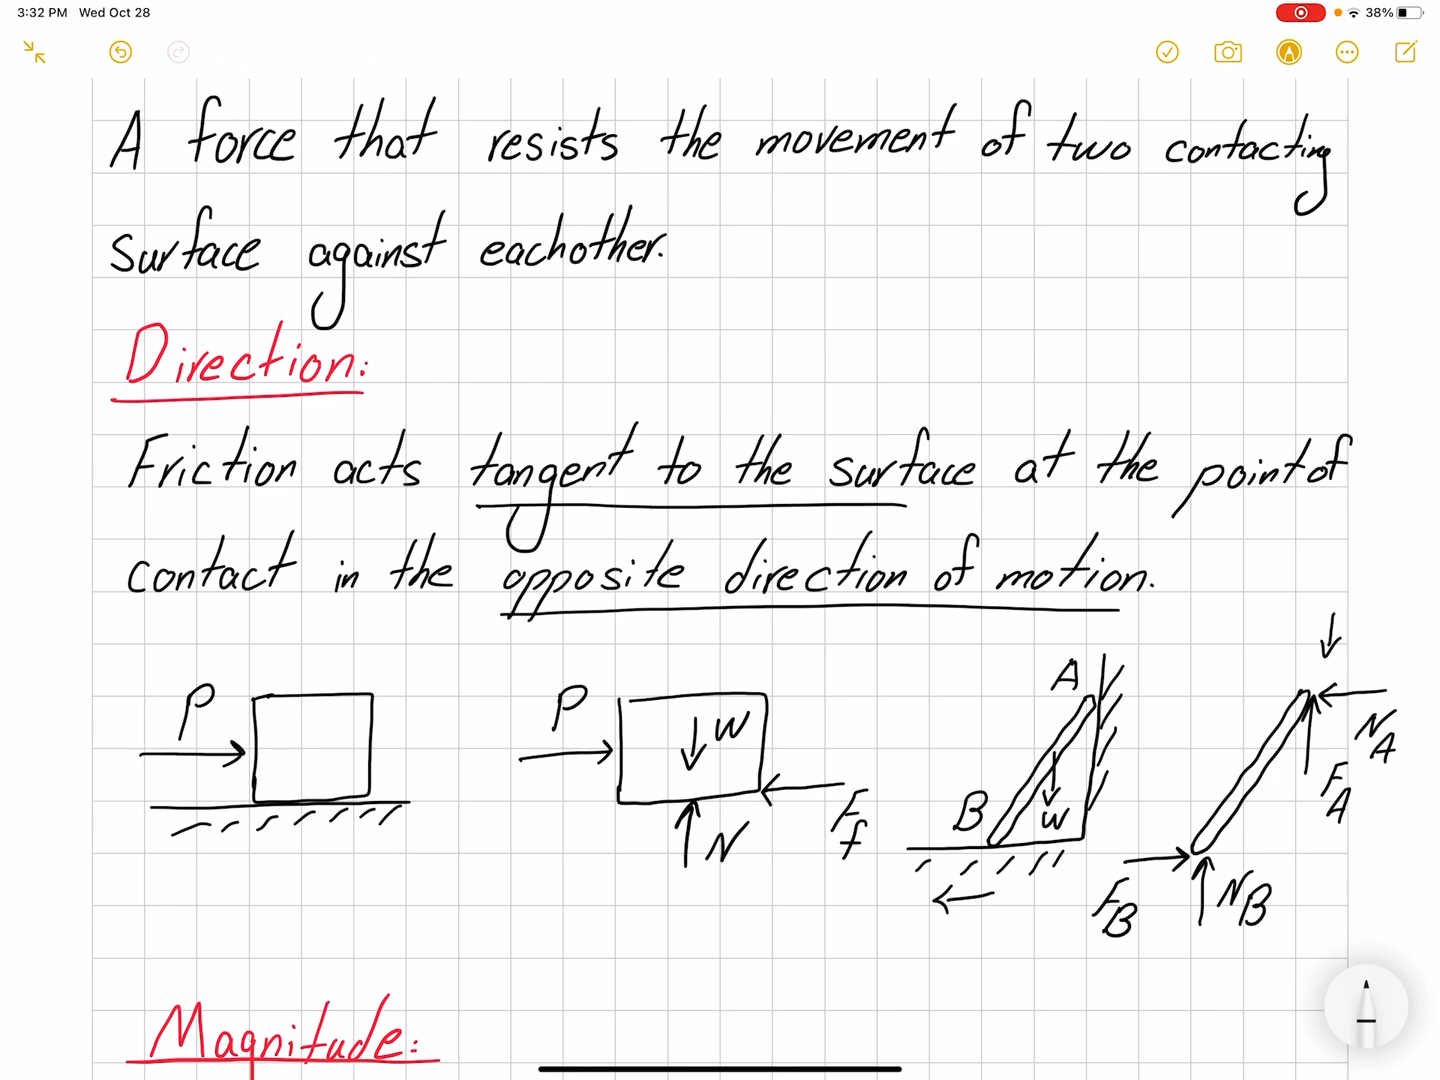 3:32 PM Wed Oct 28
38%
A force that resists the movement of two contacting
surface against eachother.
Direction:
Friction acts tangent to the surface at the point of
contact in the opposite direction of motion.
P
P
W
N
Ff
A
B
W
NA
FA
FB
NB
Magnitude: